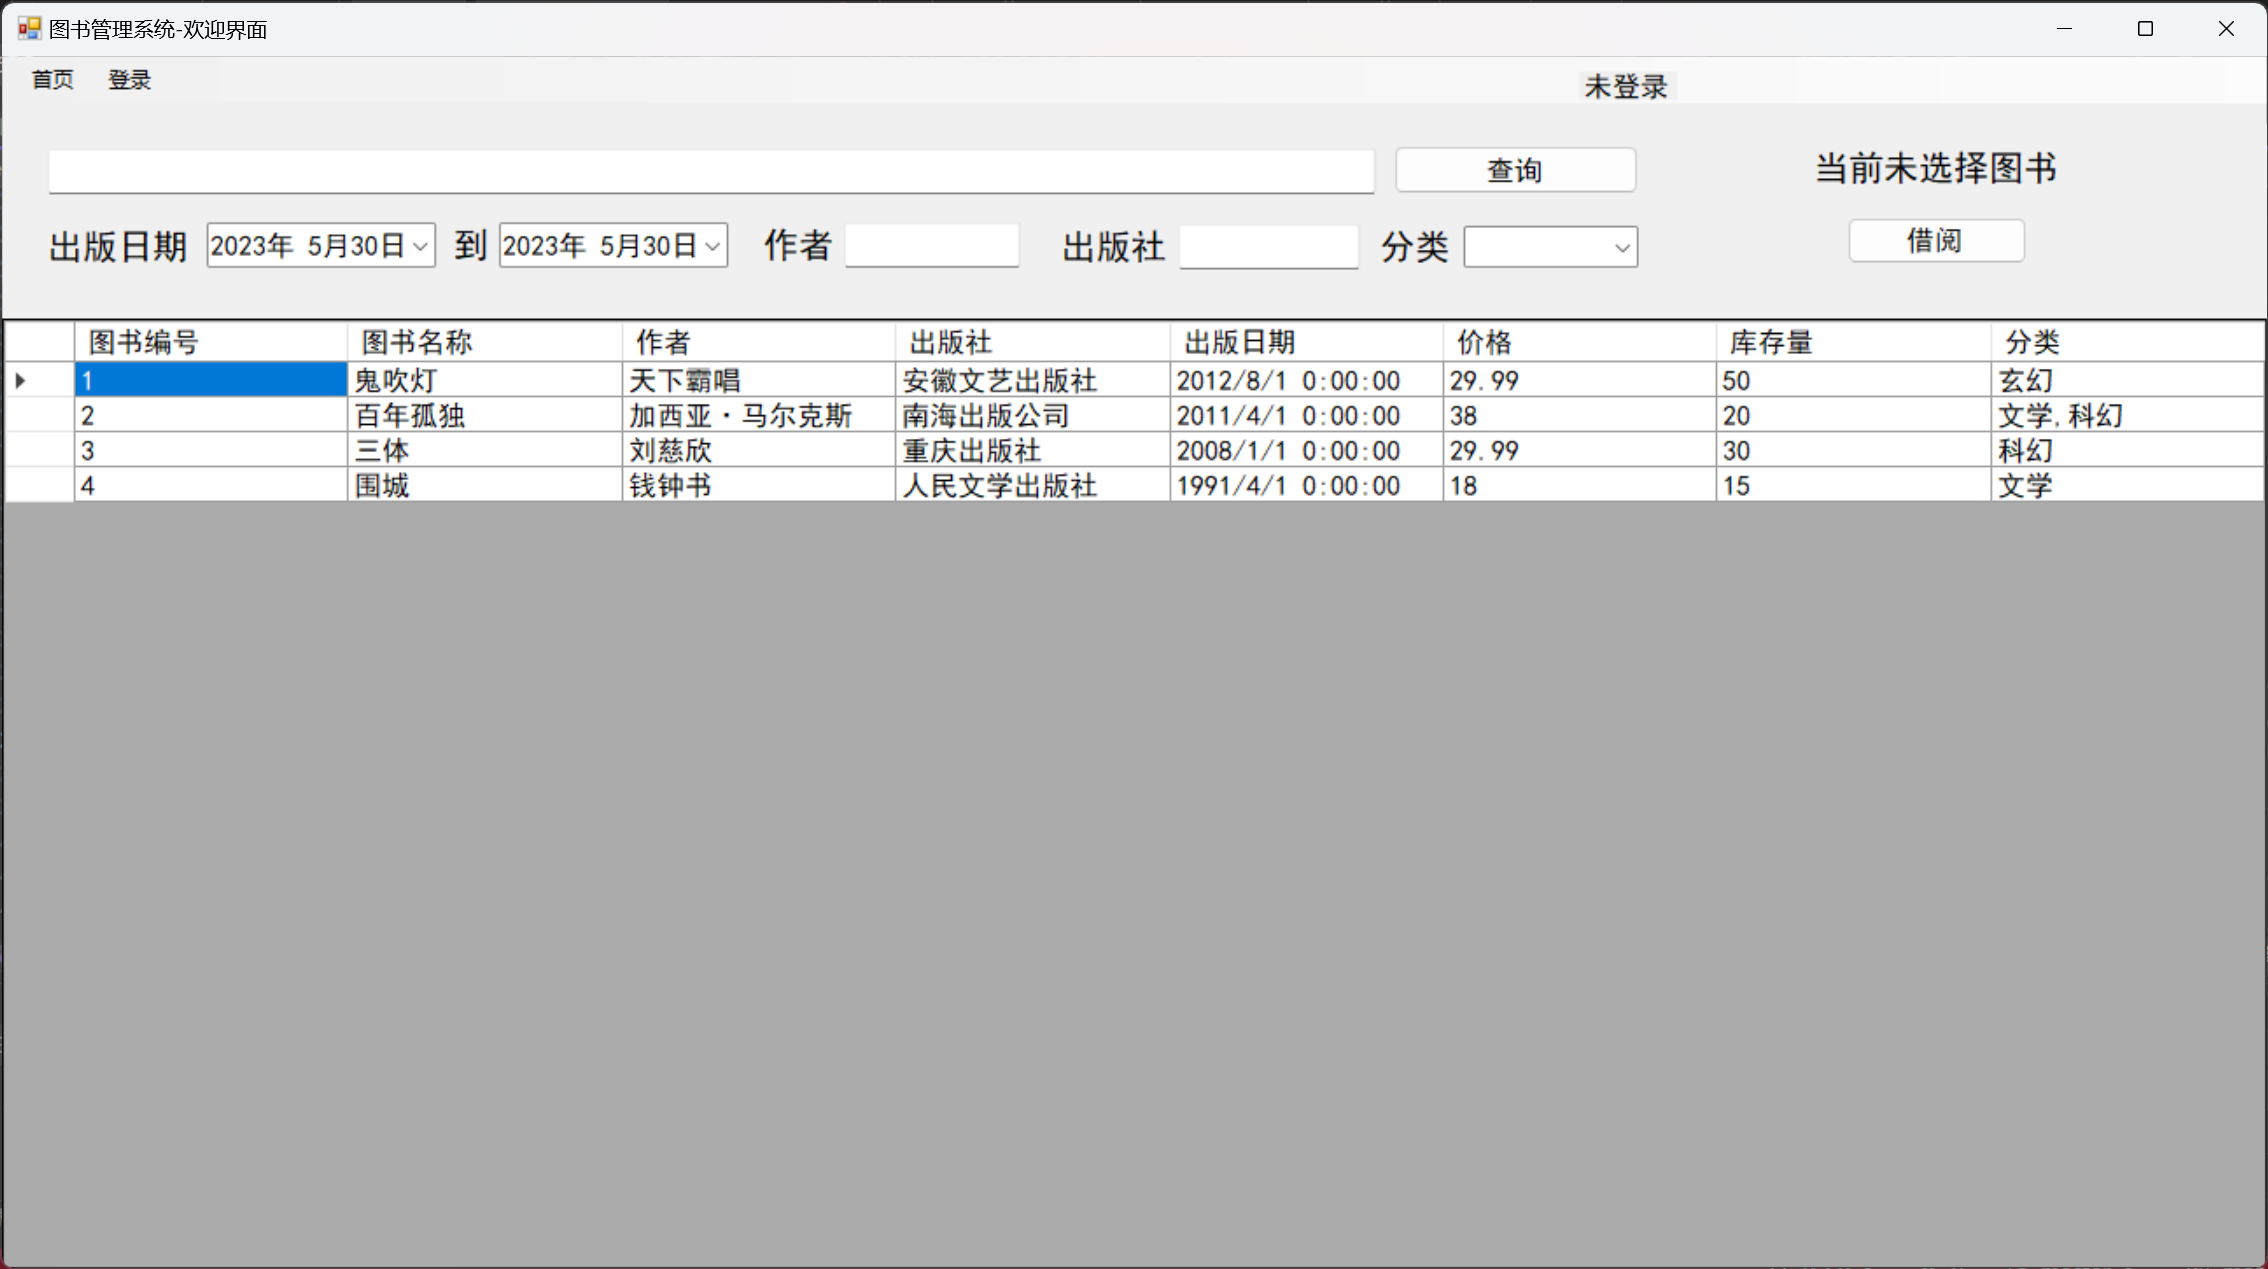 图书管理系统-欢迎界面
首页 登录 未登录
查询 当前未选择图书
出版日期 2023年 5月30日 到 2023年 5月30日 作者 出版社 分类 借阅
图书编号 图书名称 作者 出版社 出版日期 价格 库存量 分类
1 鬼吹灯 天下霸唱 安徽文艺出版社 2012/8/1 0:00:00 29.99 50 玄幻
2 百年孤独 加西亚·马尔克斯 南海出版公司 2011/4/1 0:00:00 38 20 文学,科幻
3 三体 刘慈欣 重庆出版社 2008/1/1 0:00:00 29.99 30 科幻
4 围城 钱钟书 人民文学出版社 1991/4/1 0:00:00 18 15 文学